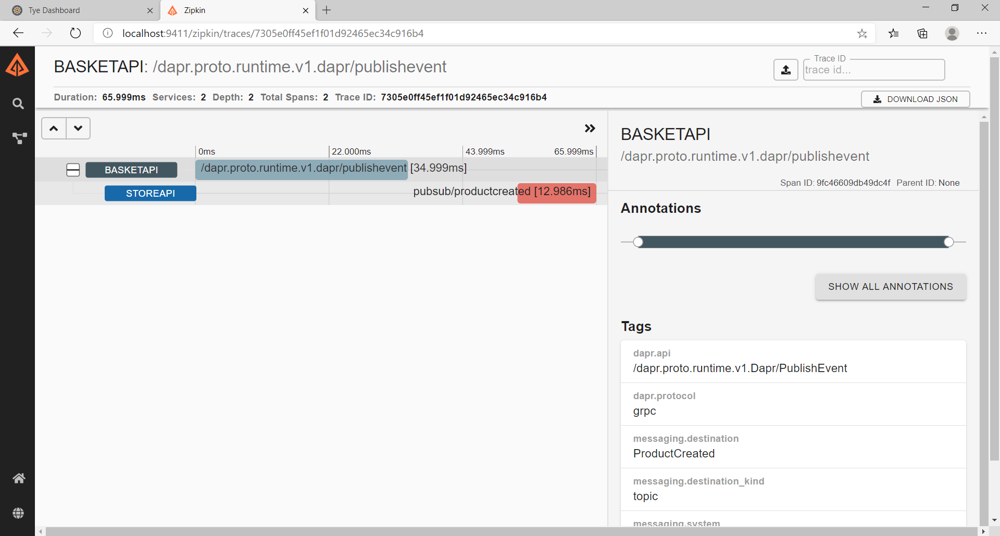 Tye Dashboard
Zipkin
localhost:9411/zipkin/traces/7305e0ff45ef1f01d92465ec34c916b4
BASKETAPI: /dapr.proto.runtime.v1.dapr/publishevent
Trace ID
trace id...
Duration: 65.999ms Services: 2 Depth: 2 Total Spans: 2 Trace ID: 7305e0ff45ef1f01d92465ec34c916b4
DOWNLOAD JSON
0ms
22.000ms
43.999ms
65.999ms
BASKETAPI
/dapr.proto.runtime.v1.dapr/publishevent [34.999ms]
STOREAPI
pubsub/productcreated [12.986ms]
BASKETAPI
/dapr.proto.runtime.v1.dapr/publishevent
Span ID: 9fc46609db49dc4f Parent ID: None
Annotations
SHOW ALL ANNOTATIONS
Tags
dapr.api
/dapr.proto.runtime.v1.Dapr/PublishEvent
dapr.protocol
grpc
messaging.destination
ProductCreated
messaging.destination_kind
topic
messaging.system